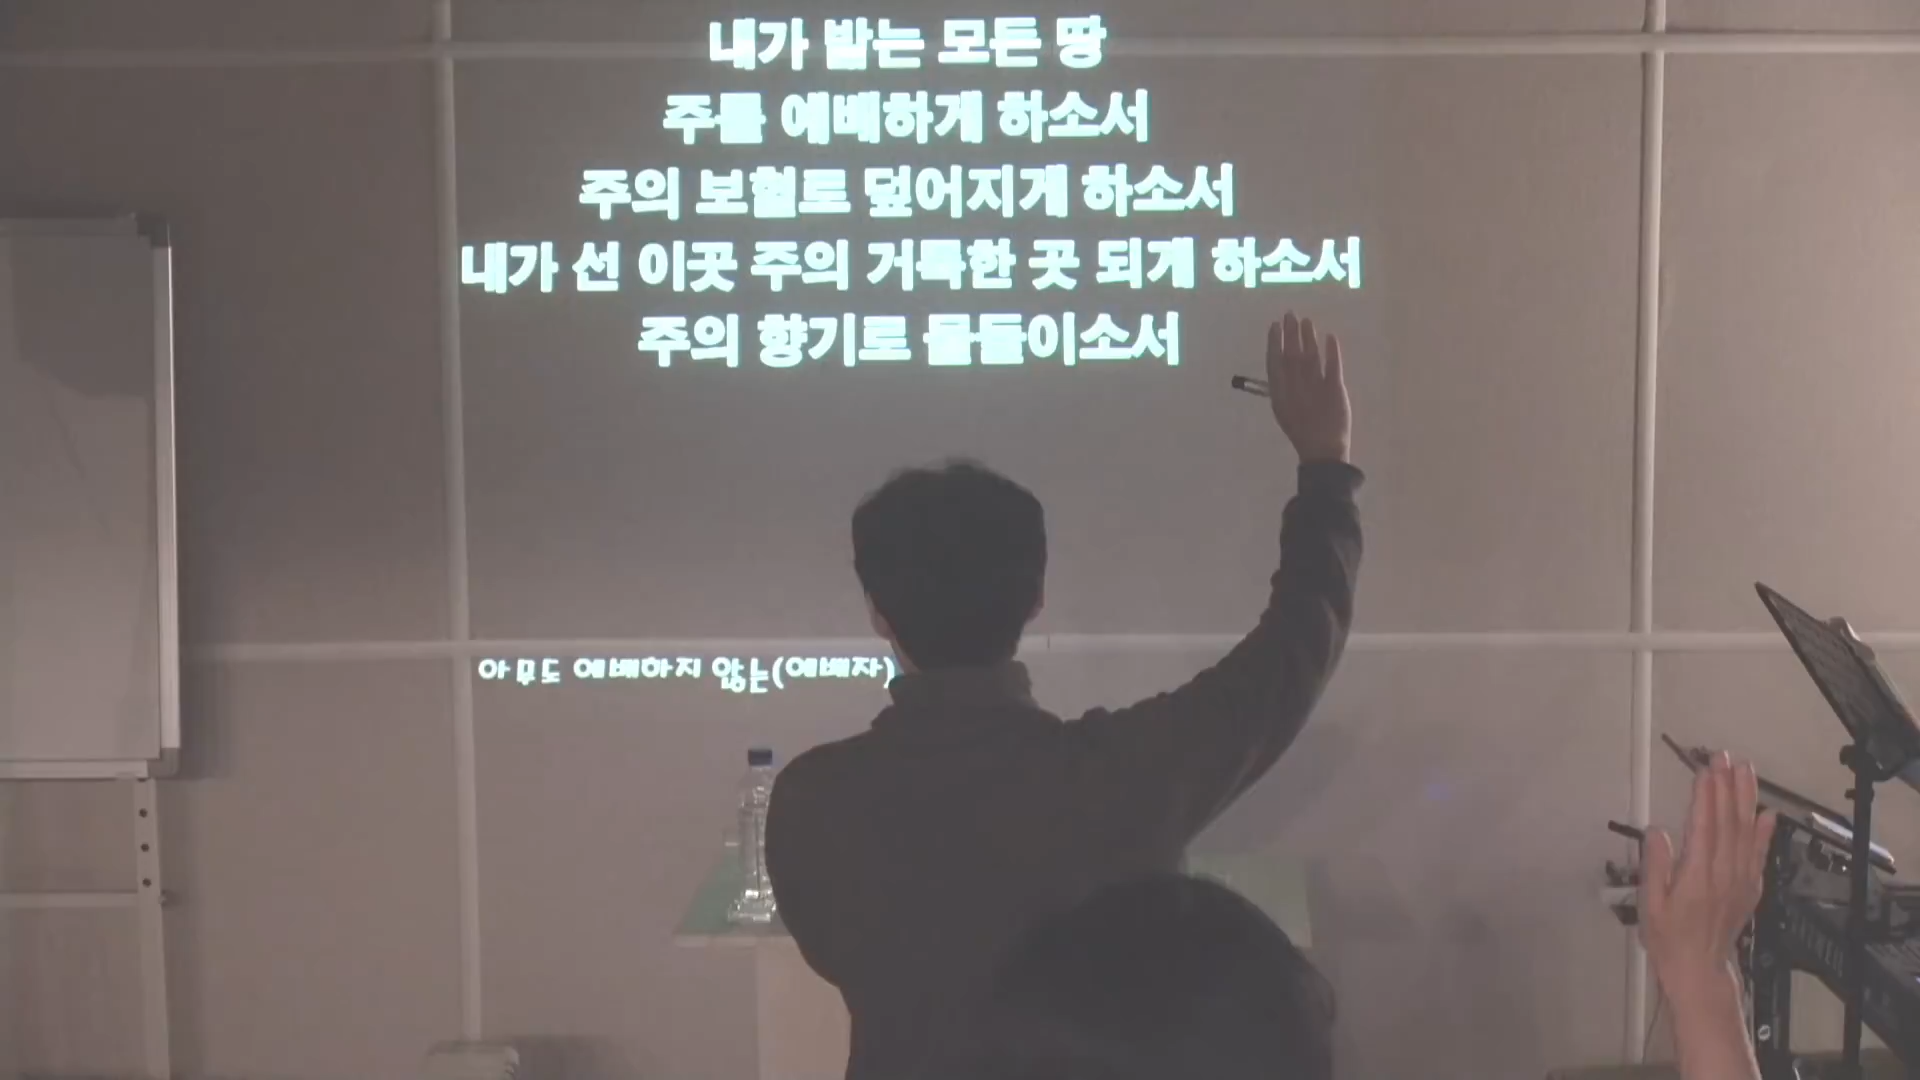 내가 밟는 모든 땅
주를 예배하게 하소서
주의 보혈로 덮어지게 하소서
내가 선 이곳 주의 거룩한 곳 되게 하소서
주의 향기로 물들이소서
아무도 예배하지 않는(예배자)